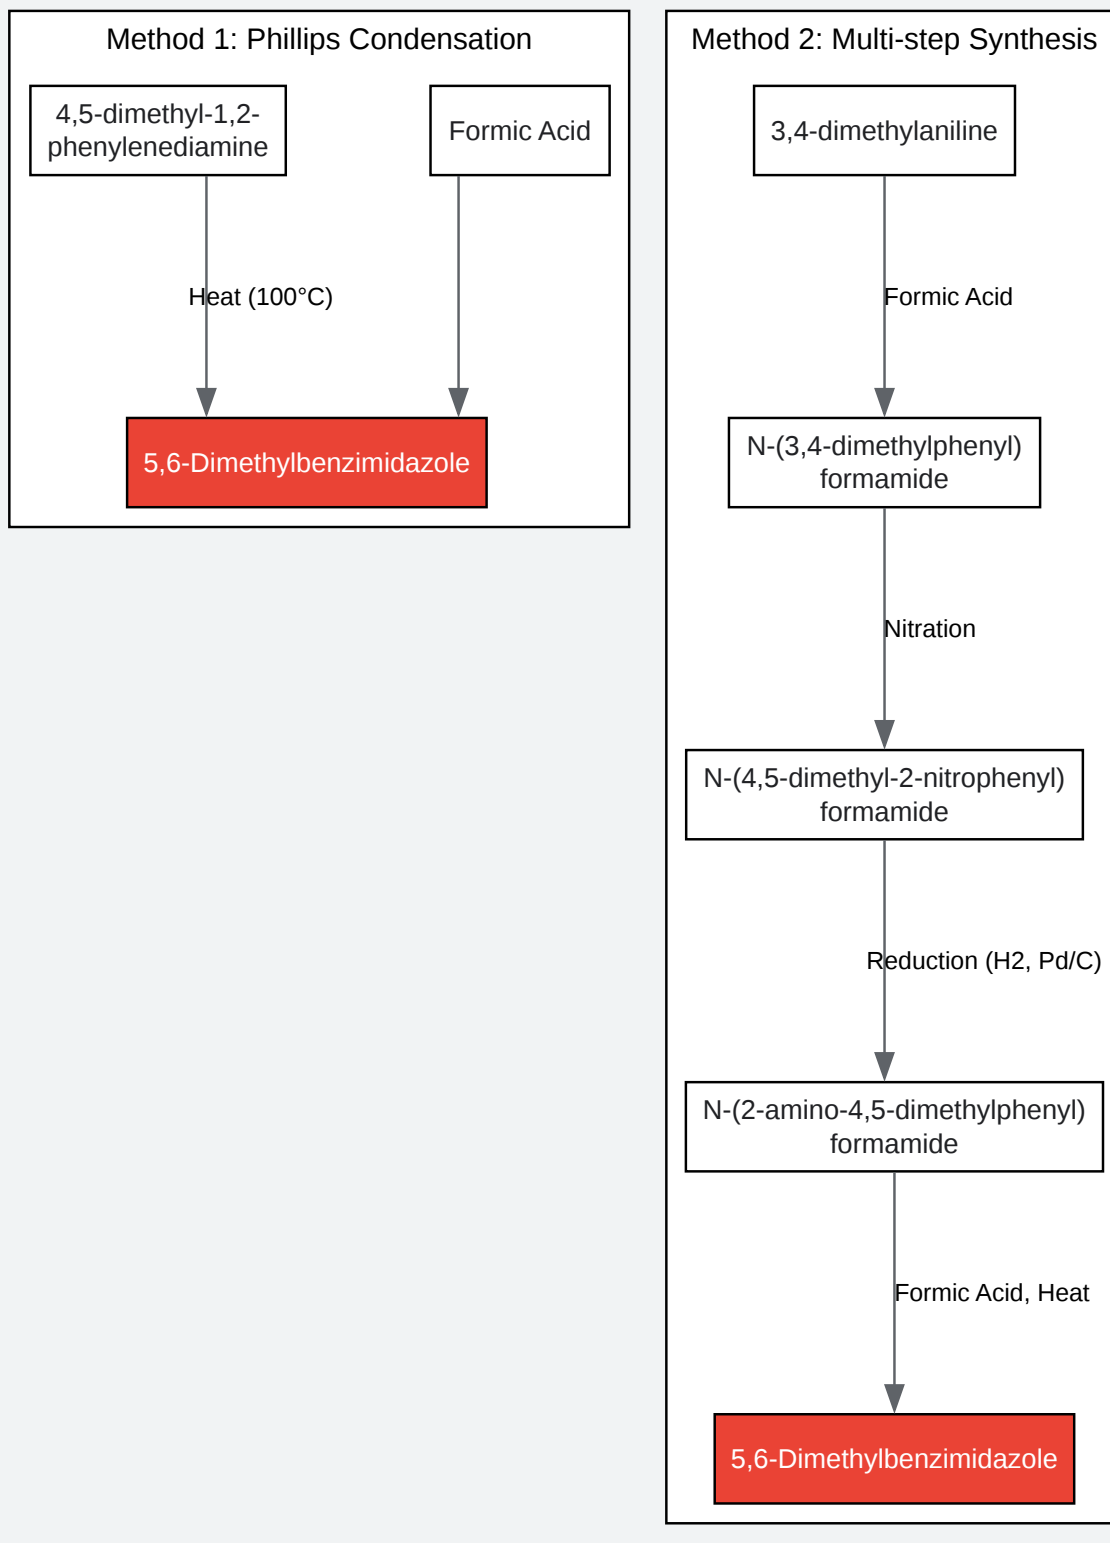 Method 1: Phillips Condensation
4,5-dimethyl-1,2-
phenylenediamine
Formic Acid
Heat (100°C)
5,6-Dimethylbenzimidazole
Method 2: Multi-step Synthesis
3,4-dimethylaniline
Formic Acid
N-(3,4-dimethylphenyl)
formamide
Nitration
N-(4,5-dimethyl-2-nitrophenyl)
formamide
Reduction (H2, Pd/C)
N-(2-amino-4,5-dimethylphenyl)
formamide
Formic Acid, Heat
5,6-Dimethylbenzimidazole